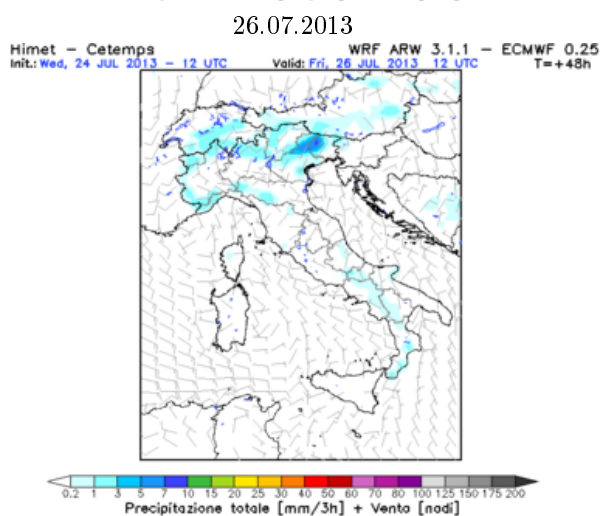 26.07.2013
Himet – Cetemps WRF ARW 3.1.1 – ECMWF 0.25
Init.: Wed, 24 JUL 2013 – 12 UTC Valid: Fri, 26 JUL 2013 12 UTC T=+48h
0.2 1 3 5 7 10 15 20 25 30 40 50 60 70 80 100 125 150 175 200
Precipitazione totale [mm/3h] + Vento [nodi]